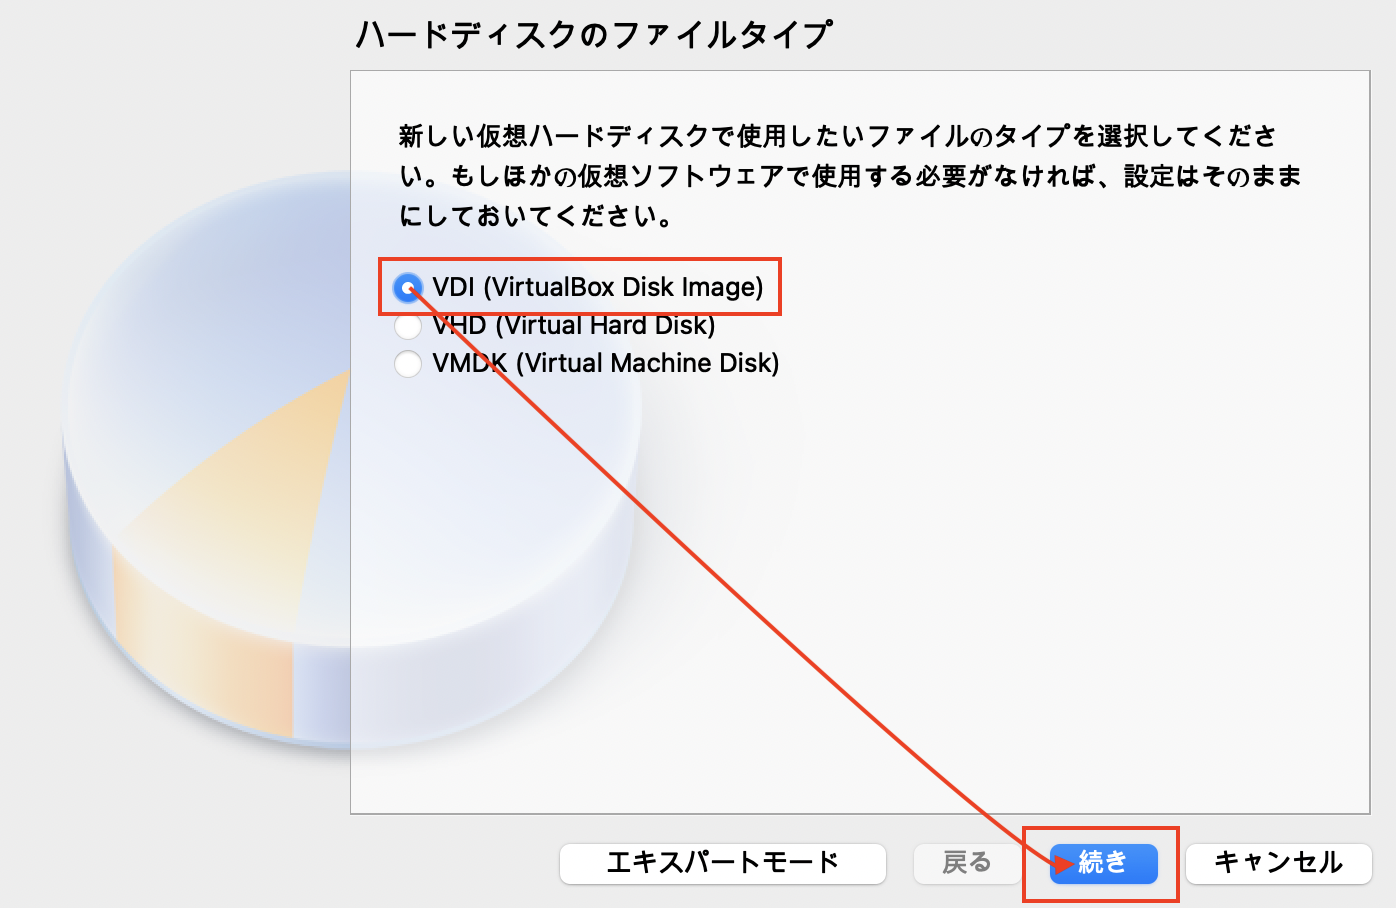 ハードディスクのファイルタイプ
新しい仮想ハードディスクで使用したいファイルのタイプを選択してくださ
い。もしほかの仮想ソフトウェアで使用する必要がなければ、設定はそのまま
にしておいてください。
VDI (VirtualBox Disk Image)
VHD (Virtual Hard Disk)
VMDK (Virtual Machine Disk)
エキスパートモード
戻る
続き
キャンセル